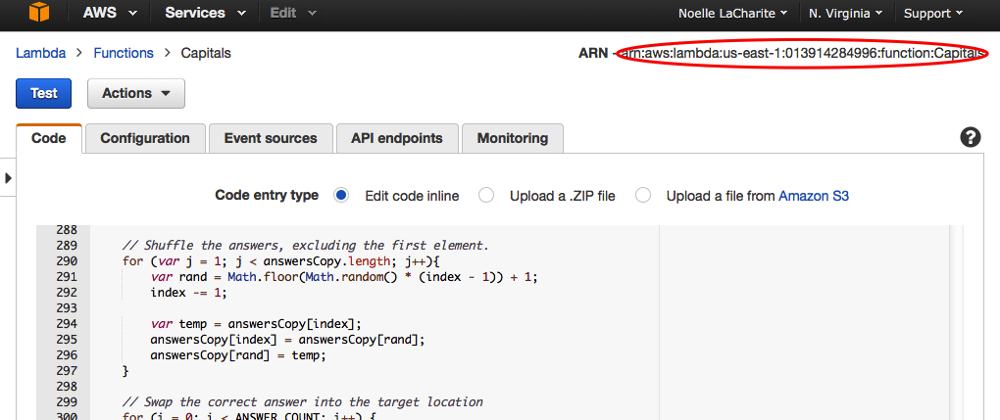 AWS Services Edit Noelle LaCharite N. Virginia Support
Lambda > Functions > Capitals ARN - arn:aws:lambda:us-east-1:013914284996:function:Capitals
Test Actions
Code Configuration Event sources API endpoints Monitoring
?
Code entry type Edit code inline Upload a .ZIP file Upload a file from Amazon S3
288
289 // Shuffle the answers, excluding the first element.
290 for (var j = 1; j < answersCopy.length; j++){
291 var rand = Math.floor(Math.random() * (index - 1)) + 1;
292 index -= 1;
293
294 var temp = answersCopy[index];
295 answersCopy[index] = answersCopy[rand];
296 answersCopy[rand] = temp;
297 }
298
299 // Swap the correct answer into the target location
300 for (i = 0; i < ANSWER_COUNT; i++) {